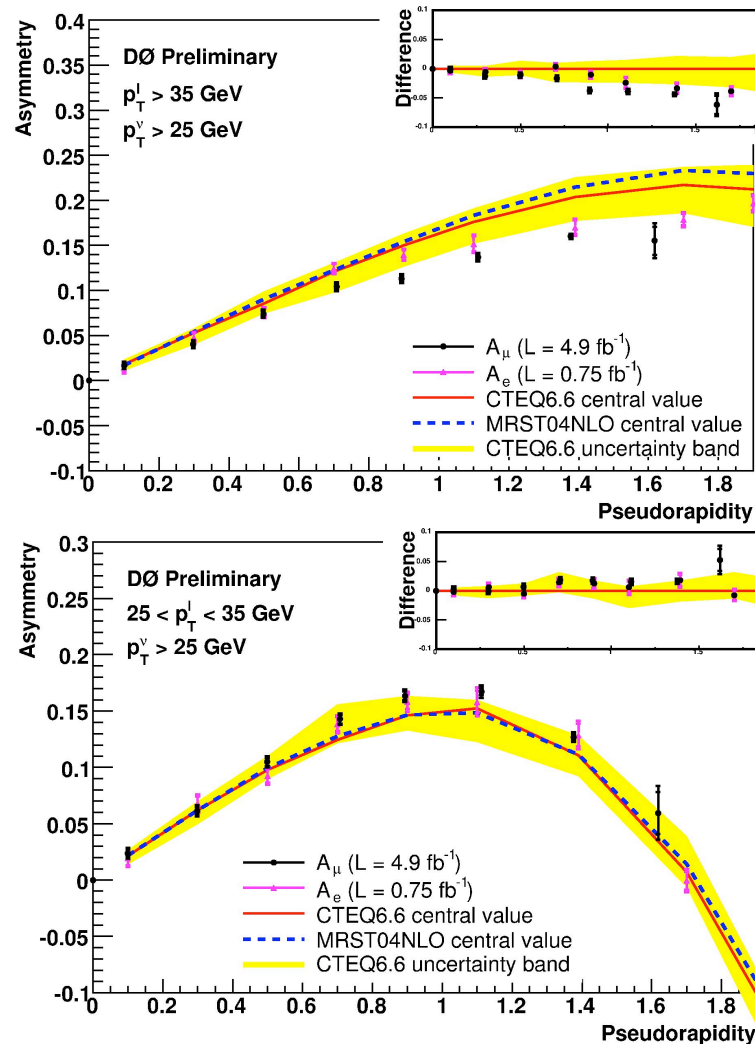 0.4
0.35
0.3
0.25
0.2
0.15
0.1
0.05
0
-0.05
-0.1
Asymmetry
DØ Preliminary
p_T^l > 35 GeV
p_T^ν > 25 GeV
Difference
0.1
0.05
0
-0.05
-0.1
0 0.5 1 1.5
A_μ (L = 4.9 fb^-1)
A_e (L = 0.75 fb^-1)
CTEQ6.6 central value
MRST04NLO central value
CTEQ6.6 uncertainty band
0 0.2 0.4 0.6 0.8 1 1.2 1.4 1.6 1.8
Pseudorapidity
0.3
0.25
0.2
0.15
0.1
0.05
0
-0.05
-0.1
Asymmetry
DØ Preliminary
25 < p_T^l < 35 GeV
p_T^ν > 25 GeV
Difference
0.1
0.05
0
-0.05
-0.1
0 0.5 1 1.5
A_μ (L = 4.9 fb^-1)
A_e (L = 0.75 fb^-1)
CTEQ6.6 central value
MRST04NLO central value
CTEQ6.6 uncertainty band
0 0.2 0.4 0.6 0.8 1 1.2 1.4 1.6 1.8
Pseudorapidity